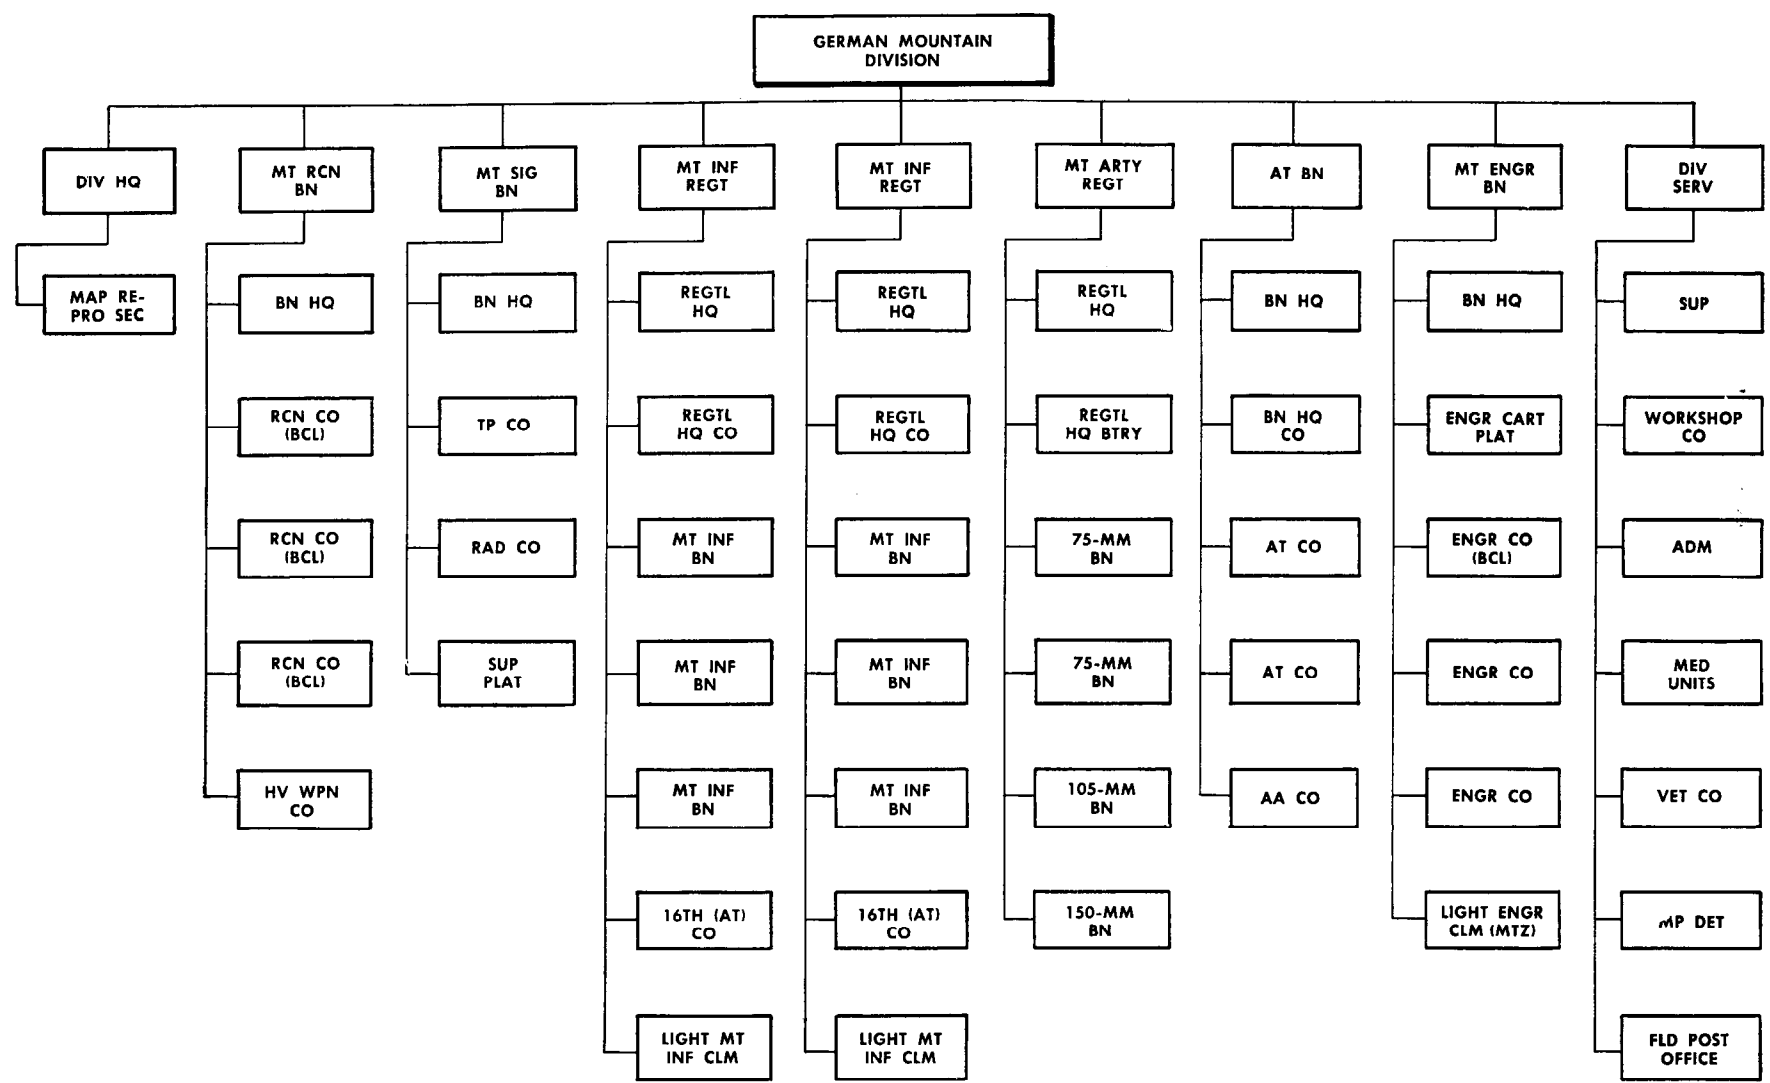 GERMAN MOUNTAIN
DIVISION
DIV HQ
MAP RE-
PRO SEC
MT RCN
BN
BN HQ
RCN CO
(BCL)
RCN CO
(BCL)
RCN CO
(BCL)
HV WPN
CO
MT SIG
BN
BN HQ
TP CO
RAD CO
SUP
PLAT
MT INF
REGT
REGTL
HQ
REGTL
HQ CO
MT INF
BN
MT INF
BN
MT INF
BN
16TH (AT)
CO
LIGHT MT
INF CLM
MT INF
REGT
REGTL
HQ
REGTL
HQ CO
MT INF
BN
MT INF
BN
MT INF
BN
16TH (AT)
CO
LIGHT MT
INF CLM
MT ARTY
REGT
REGTL
HQ
REGTL
HQ BTRY
75-MM
BN
75-MM
BN
105-MM
BN
150-MM
BN
AT BN
BN HQ
BN HQ
CO
AT CO
AT CO
AA CO
MT ENGR
BN
BN HQ
ENGR CART
PLAT
ENGR CO
(BCL)
ENGR CO
ENGR CO
LIGHT ENGR
CLM (MTZ)
DIV
SERV
SUP
WORKSHOP
CO
ADM
MED
UNITS
VET CO
MP DET
FLD POST
OFFICE